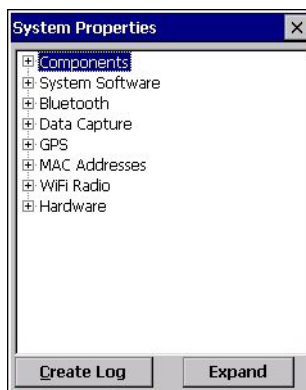 System Properties
Components
System Software
Bluetooth
Data Capture
GPS
MAC Addresses
WiFi Radio
Hardware
Create Log Expand